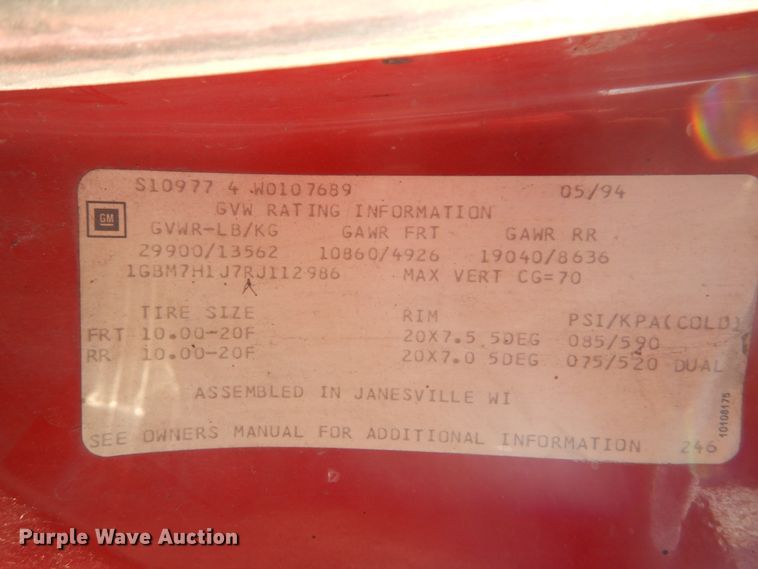 S10977 4 W0107689 05/94
GM
GVW RATING INFORMATION
GVWR-LB/KG GAWR FRT GAWR RR
29900/13562 10860/4926 19040/8636
1GBM7H1J7RJ112986 MAX VERT CG=70
TIRE SIZE RIM PSI/KPA(COLD)
FRT 10.00-20F 20X7.5 5DEG 085/590
RR 10.00-20F 20X7.0 5DEG 075/520 DUAL
ASSEMBLED IN JANESVILLE WI
10108175
SEE OWNERS MANUAL FOR ADDITIONAL INFORMATION 246
Purple Wave Auction